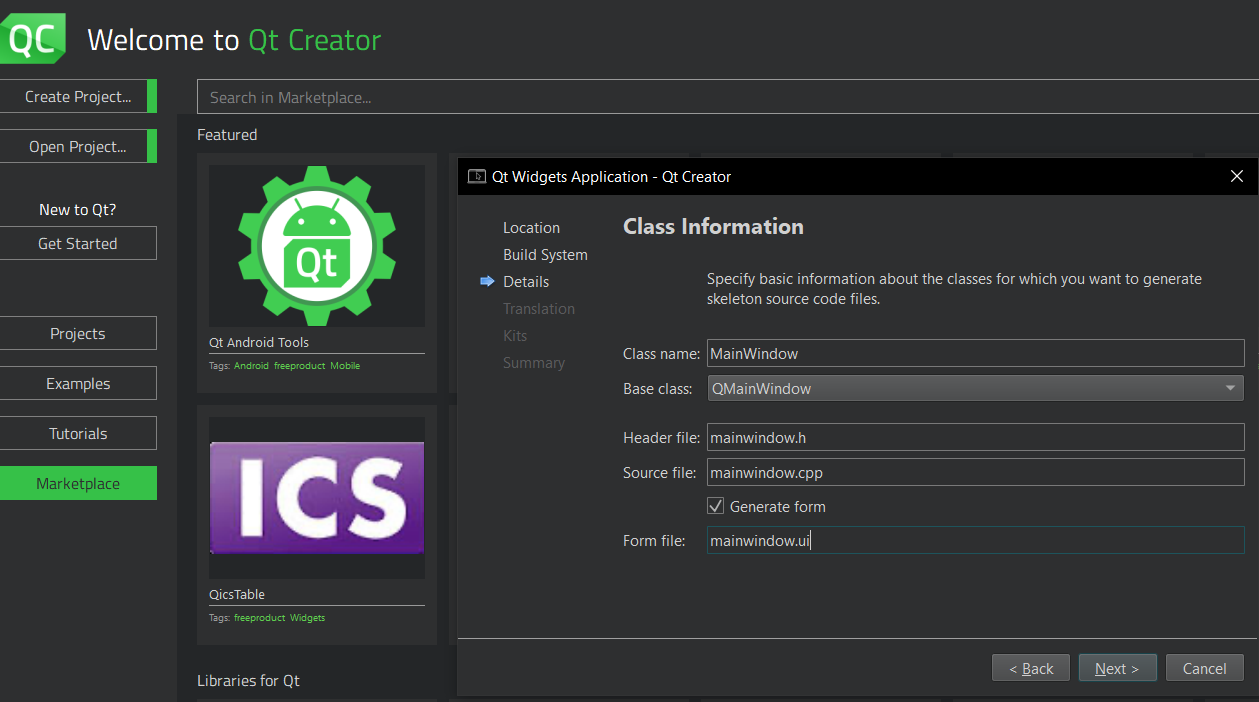 QC
Welcome to Qt Creator
Create Project...
Open Project...
New to Qt?
Get Started
Projects
Examples
Tutorials
Marketplace
Search in Marketplace...
Featured
Qt
Qt Android Tools
Tags: Android freeproduct Mobile
ICS
QicsTable
Tags: freeproduct Widgets
Libraries for Qt
Qt Widgets Application - Qt Creator
Location
Build System
Details
Translation
Kits
Summary
Class Information
Specify basic information about the classes for which you want to generate
skeleton source code files.
Class name: MainWindow
Base class: QMainWindow
Header file: mainwindow.h
Source file: mainwindow.cpp
Generate form
Form file: mainwindow.ui
< Back
Next >
Cancel